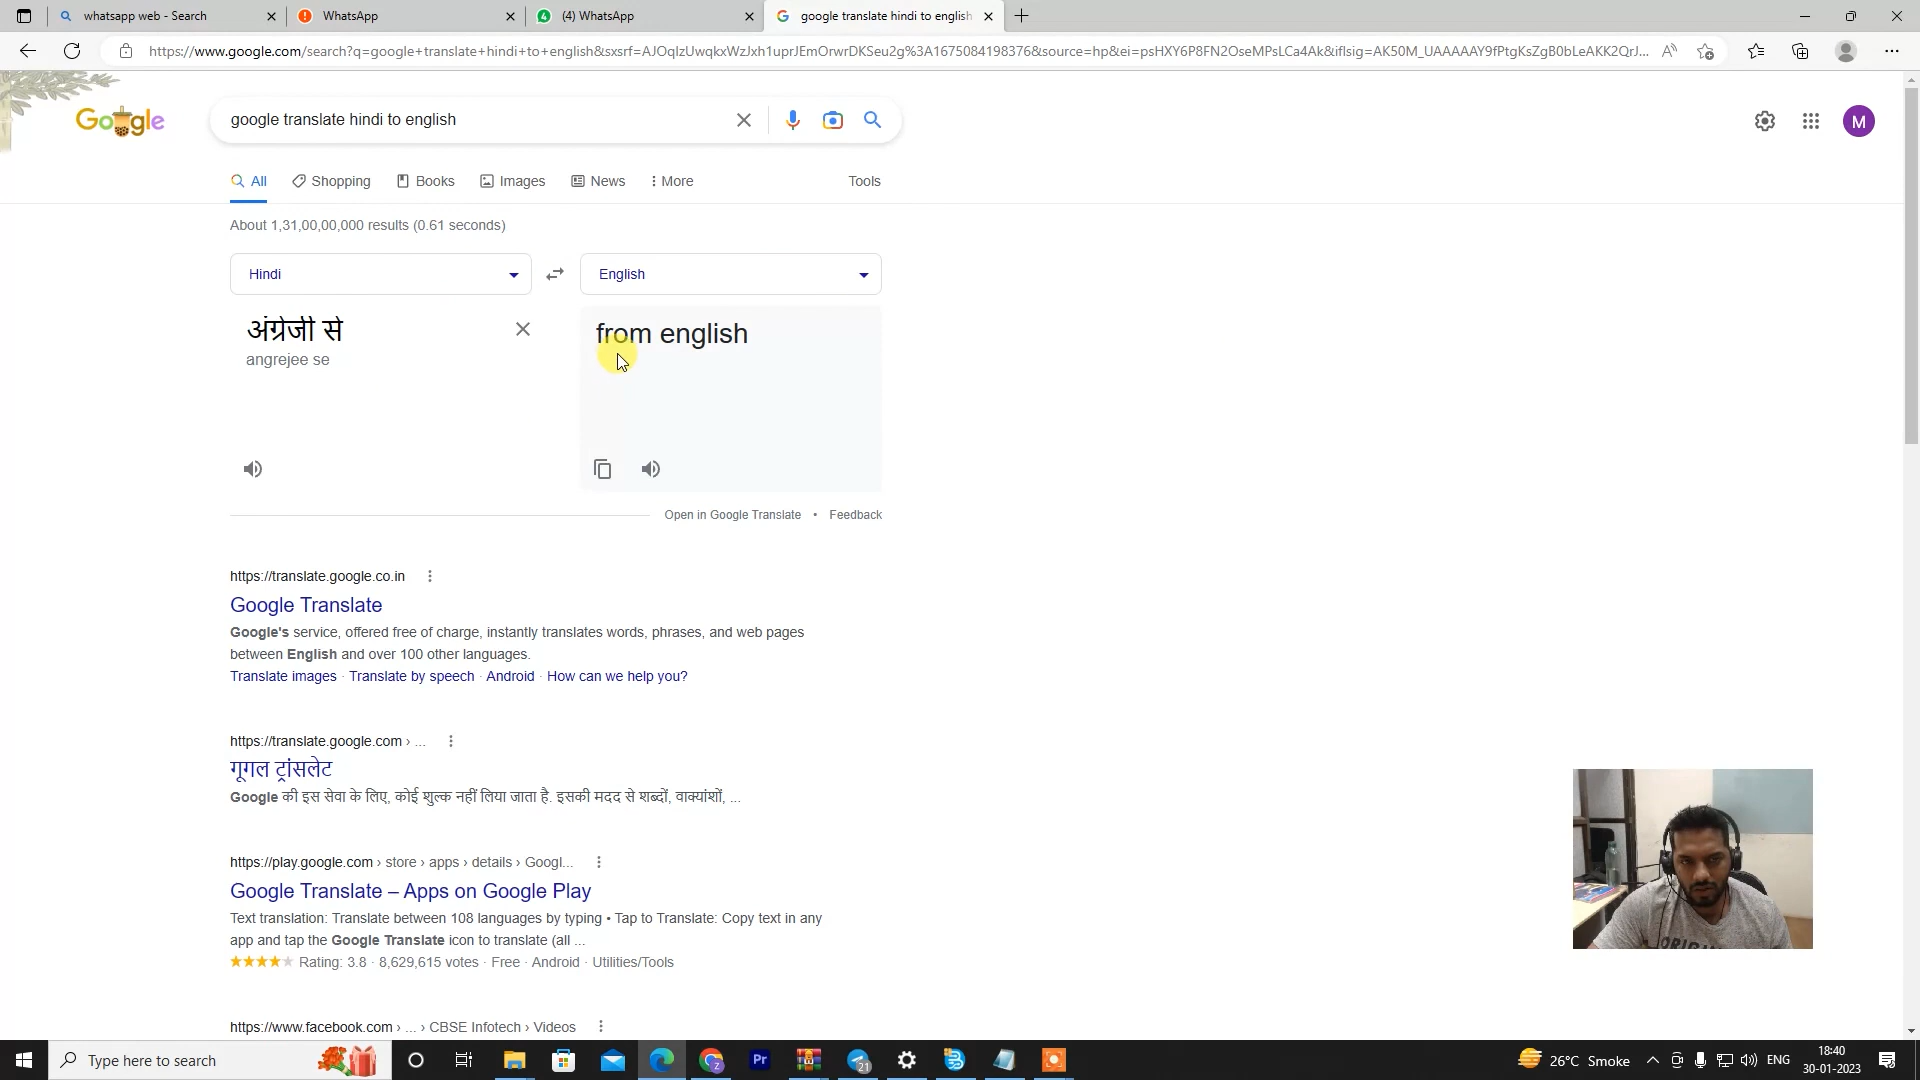 whatsapp web - Search
WhatsApp
(4) WhatsApp
google translate hindi to english
https://www.google.com/search?q=google+translate+hindi+to+english&sxsrf=AJOqlzUwqkxWzJxh1uprJEmOrwrDKSeu2g%3A1675084198376&source=hp&ei=psHXY6P8FN2OseMPsLCa4Ak&iflsig=AK50M_UAAAAAY9fPtgKsZgB0bLeAKK2QrJ...
Google
google translate hindi to english
M
All
Shopping
Books
Images
News
More
Tools
About 1,31,00,00,000 results (0.61 seconds)
Hindi
English
अंग्रेजी से
angrejee se
from english
Open in Google Translate • Feedback
https://translate.google.co.in
Google Translate
Google's service, offered free of charge, instantly translates words, phrases, and web pages
between English and over 100 other languages.
Translate images · Translate by speech · Android · How can we help you?
https://translate.google.com › ...
गूगल ट्रांसलेट
Google की इस सेवा के लिए, कोई शुल्क नहीं लिया जाता है. इसकी मदद से शब्दों, वाक्यांशों, ...
https://play.google.com › store › apps › details › Googl...
Google Translate – Apps on Google Play
Text translation: Translate between 108 languages by typing • Tap to Translate: Copy text in any
app and tap the Google Translate icon to translate (all ...
Rating: 3.8 · 8,629,615 votes · Free · Android · Utilities/Tools
https://www.facebook.com › ... › CBSE Infotech › Videos
ORIGIN
Type here to search
Pr
21
26°C Smoke
ENG
18:40
30-01-2023